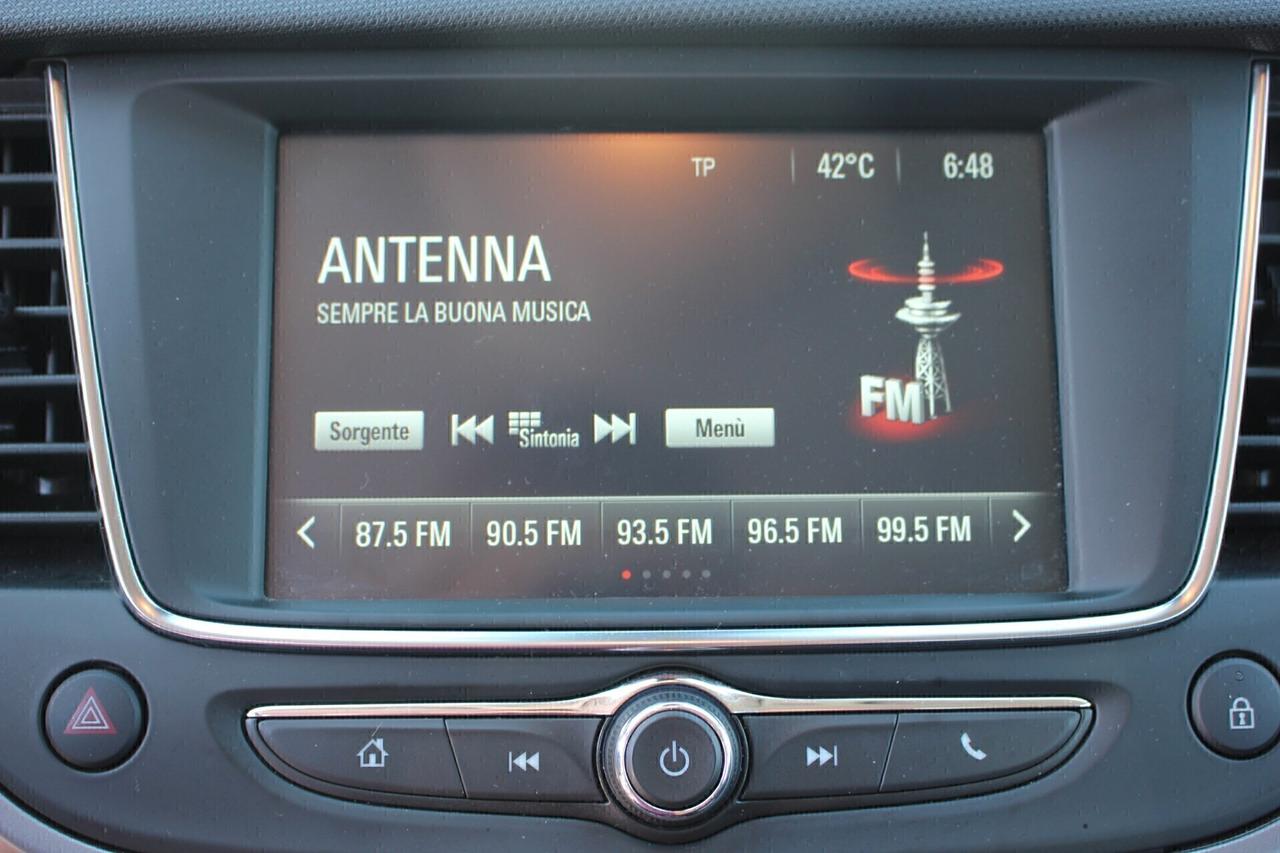 TP 42°C 6:48
ANTENNA
SEMPRE LA BUONA MUSICA
FM
Sorgente Sintonia Menù
87.5 FM 90.5 FM 93.5 FM 96.5 FM 99.5 FM